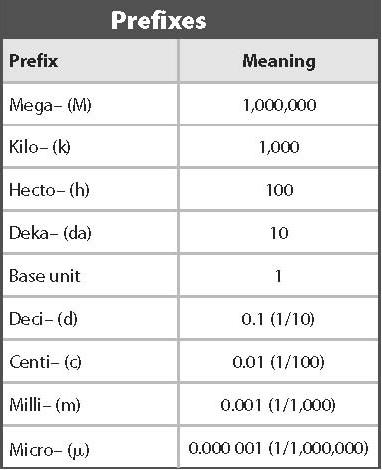 Prefixes
Prefix Meaning
Mega– (M) 1,000,000
Kilo– (k) 1,000
Hecto– (h) 100
Deka– (da) 10
Base unit 1
Deci– (d) 0.1 (1/10)
Centi– (c) 0.01 (1/100)
Milli– (m) 0.001 (1/1,000)
Micro– (μ) 0.000 001 (1/1,000,000)